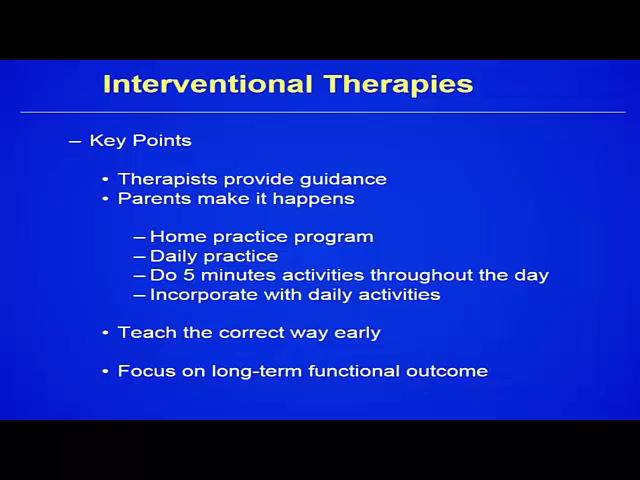 Interventional Therapies
– Key Points
• Therapists provide guidance
• Parents make it happens
– Home practice program
– Daily practice
– Do 5 minutes activities throughout the day
– Incorporate with daily activities
• Teach the correct way early
• Focus on long-term functional outcome